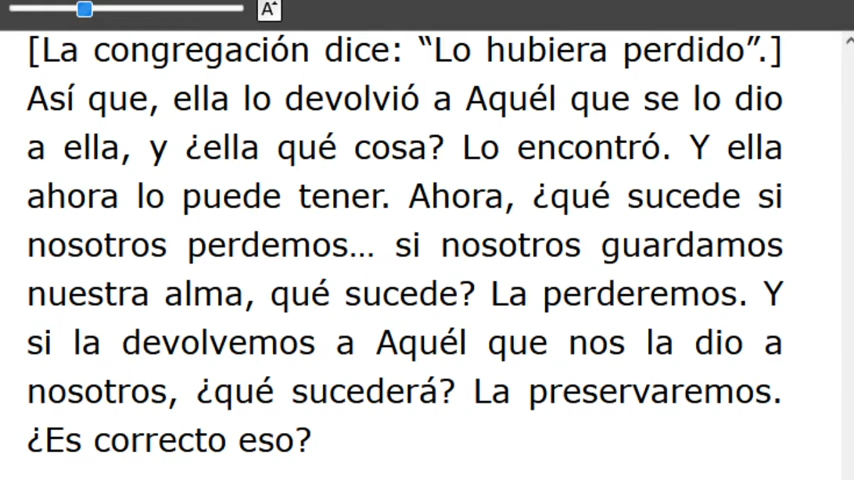 A
[La congregación dice: “Lo hubiera perdido”.]
Así que, ella lo devolvió a Aquél que se lo dio
a ella, y ¿ella qué cosa? Lo encontró. Y ella
ahora lo puede tener. Ahora, ¿qué sucede si
nosotros perdemos… si nosotros guardamos
nuestra alma, qué sucede? La perderemos. Y
si la devolvemos a Aquél que nos la dio a
nosotros, ¿qué sucederá? La preservaremos.
¿Es correcto eso?